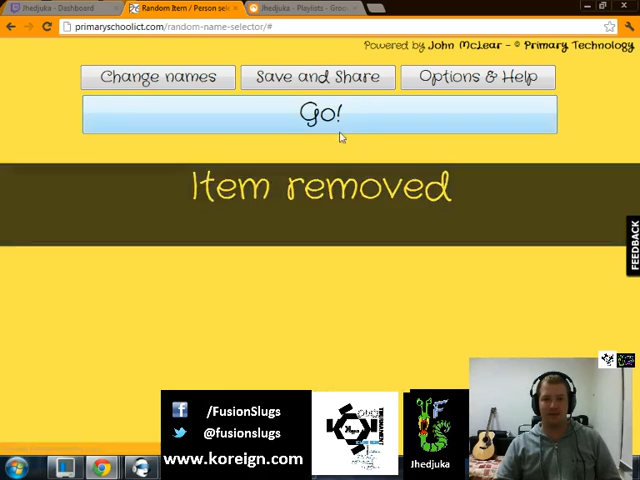 Jhedjuka - Dashboard
Random Item / Person sele
Jhedjuka - Playlists - Groo
primaryschoolict.com/random-name-selector/#
Powered by John McLear - © Primary Technology
Change names
Save and Share
Options & Help
Go!
Item removed
FEEDBACK
/FusionSlugs
@fusionslugs
www.koreign.com
Jhedjuka